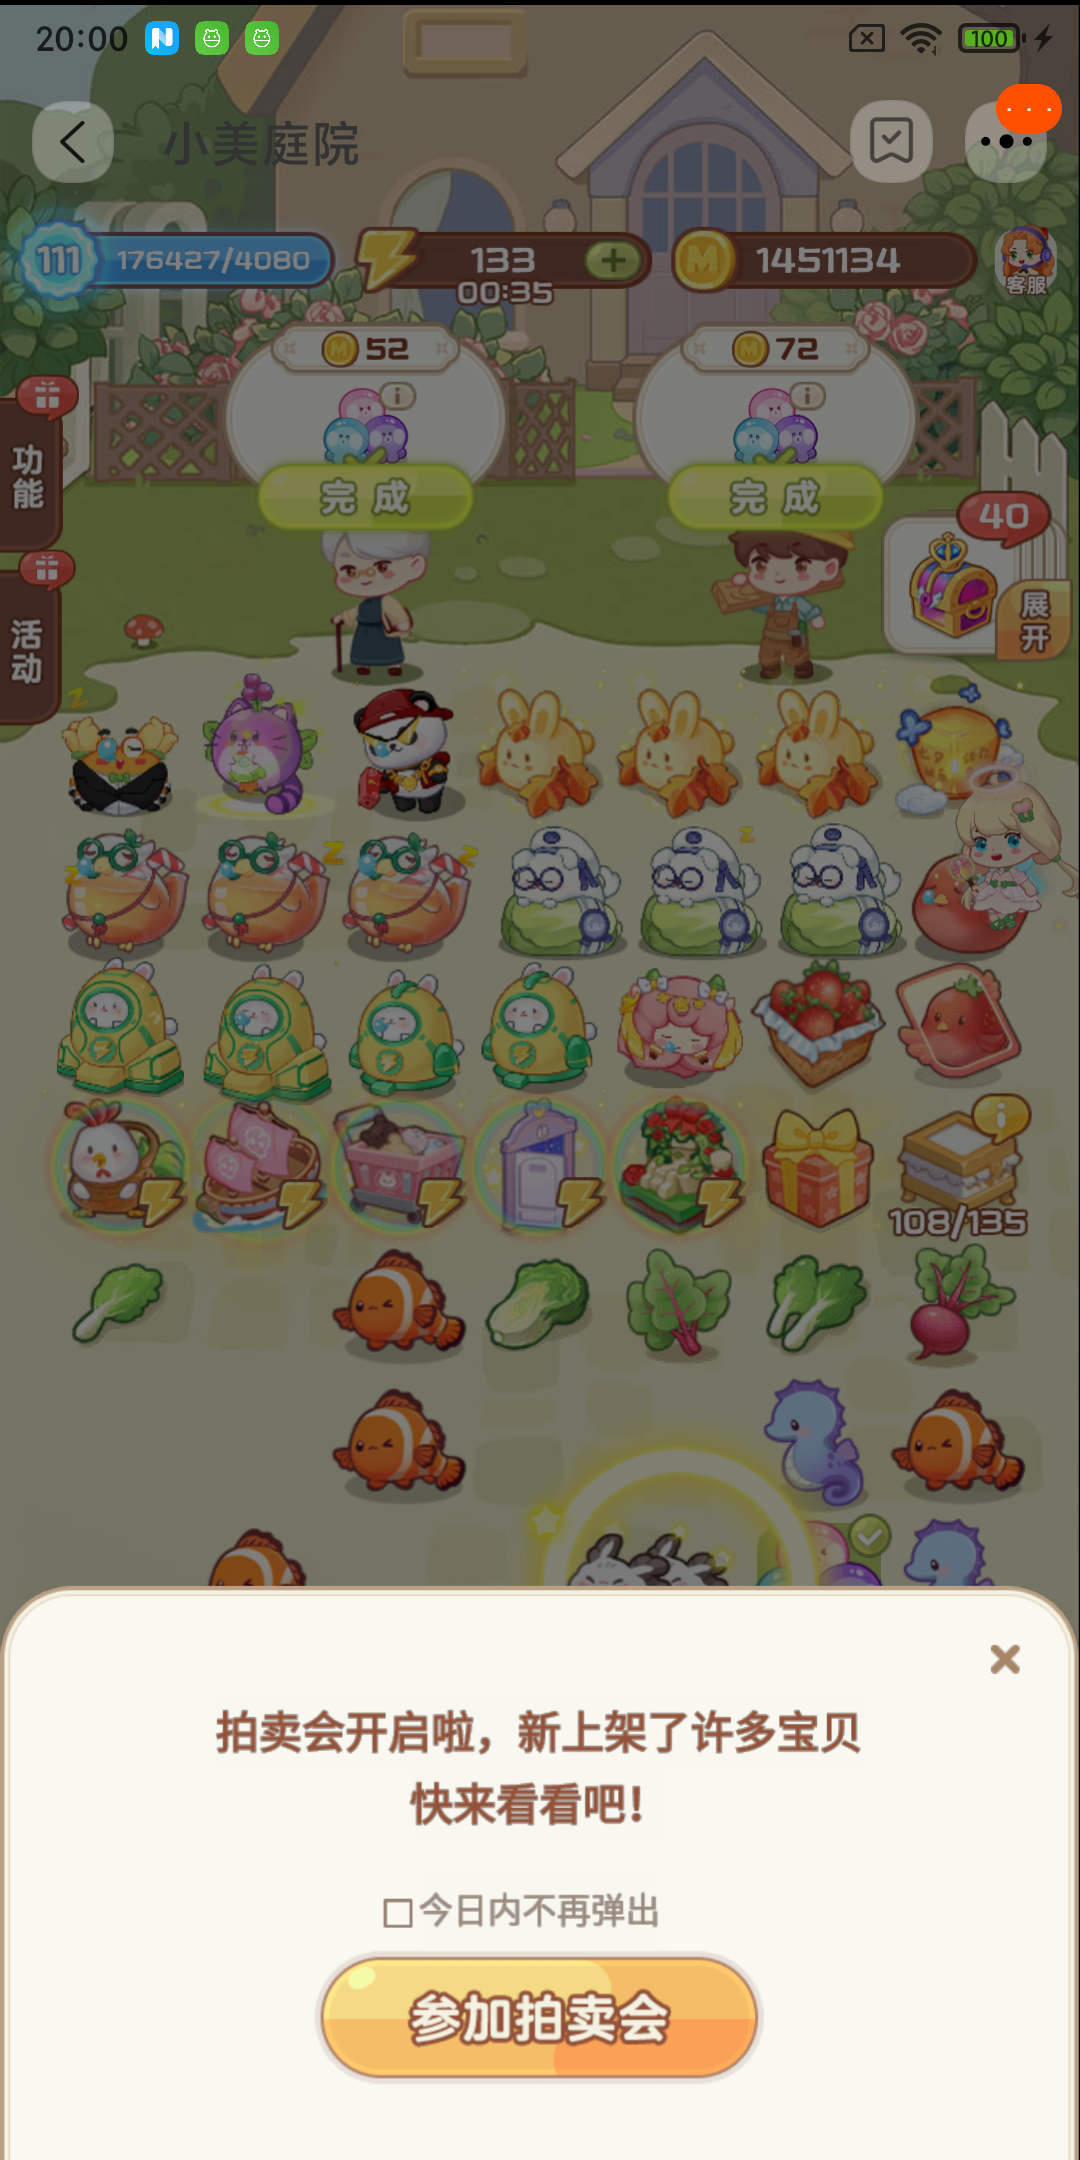 20:00
100
小美庭院
111
176427/4080
133
00:35
1451134
客服
52
72
功能
完成
完成
40
展开
活动
108/135
拍卖会开启啦，新上架了许多宝贝
快来看看吧！
今日内不再弹出
参加拍卖会